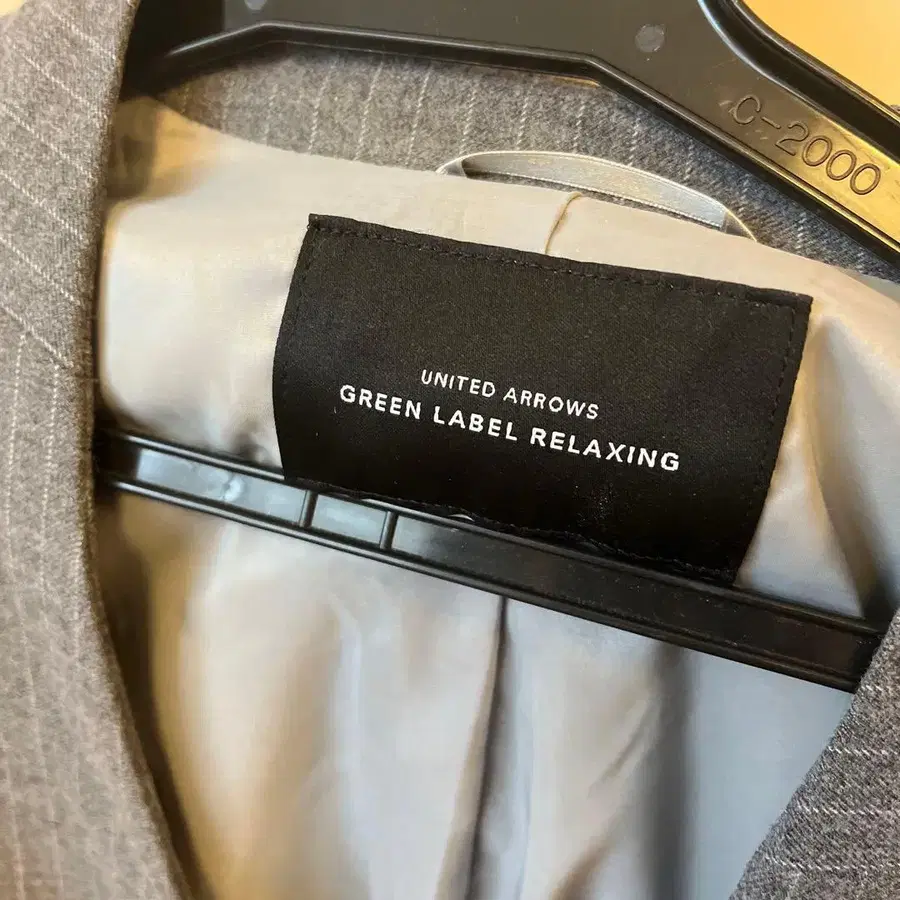 C-2000
UNITED ARROWS
GREEN LABEL RELAXING